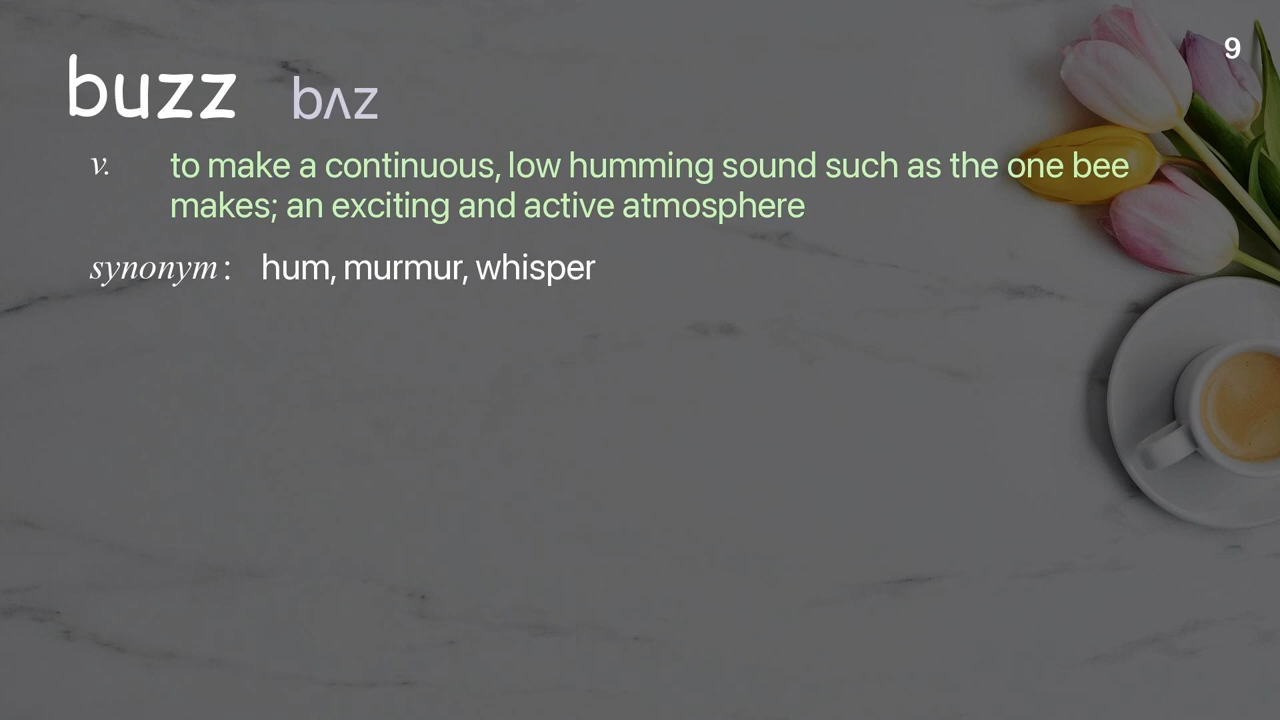 9
buzz bʌz
v. to make a continuous, low humming sound such as the one bee
makes; an exciting and active atmosphere
synonym: hum, murmur, whisper